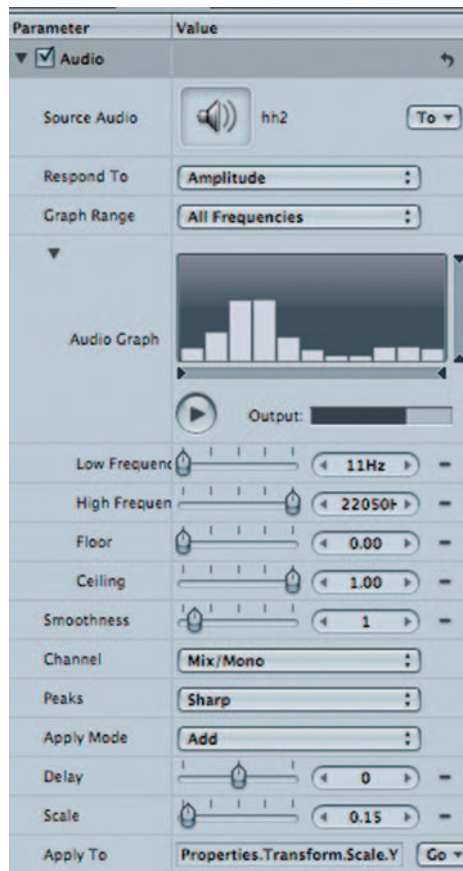 Parameter Value
Audio
Source Audio hh2 To
Respond To Amplitude
Graph Range All Frequencies
Audio Graph
Output:
Low Frequenc 11Hz
High Frequen 22050H
Floor 0.00
Ceiling 1.00
Smoothness 1
Channel Mix/Mono
Peaks Sharp
Apply Mode Add
Delay 0
Scale 0.15
Apply To Properties.Transform.Scale.Y Go